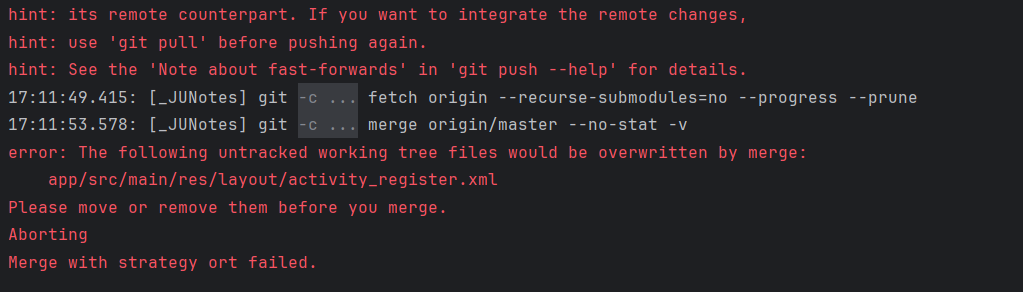 hint: its remote counterpart. If you want to integrate the remote changes,
hint: use 'git pull' before pushing again.
hint: See the 'Note about fast-forwards' in 'git push --help' for details.
17:11:49.415: [_JUNotes] git -c ... fetch origin --recurse-submodules=no --progress --prune
17:11:53.578: [_JUNotes] git -c ... merge origin/master --no-stat -v
error: The following untracked working tree files would be overwritten by merge:
    app/src/main/res/layout/activity_register.xml
Please move or remove them before you merge.
Aborting
Merge with strategy ort failed.